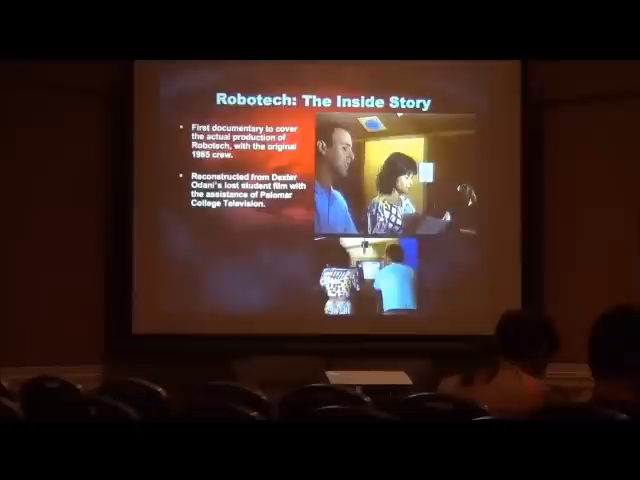 Robotech: The Inside Story
First documentary to cover
the actual production of
Robotech, with the original
1985 crew.
Reconstructed from Dexter
Odani's lost student film with
the assistance of Palomar
College Television.